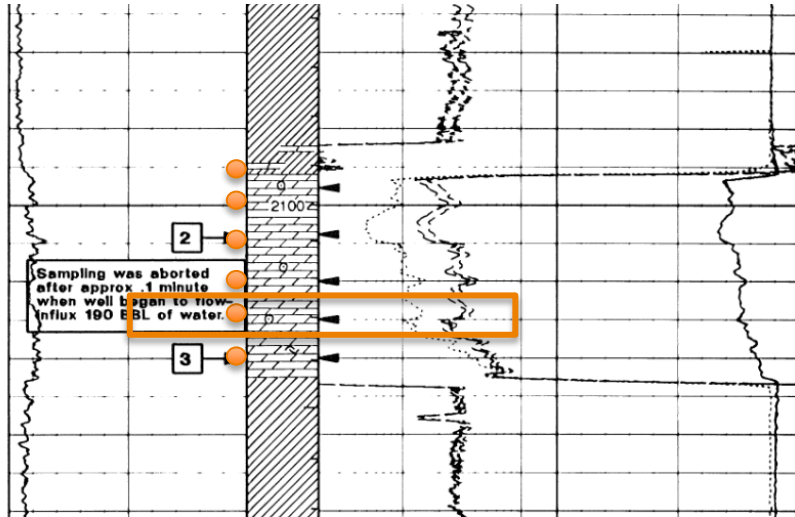 2100
2
Sampling was aborted
after approx .1 minute
when well began to flow-
Influx 190 BBL of water.
3